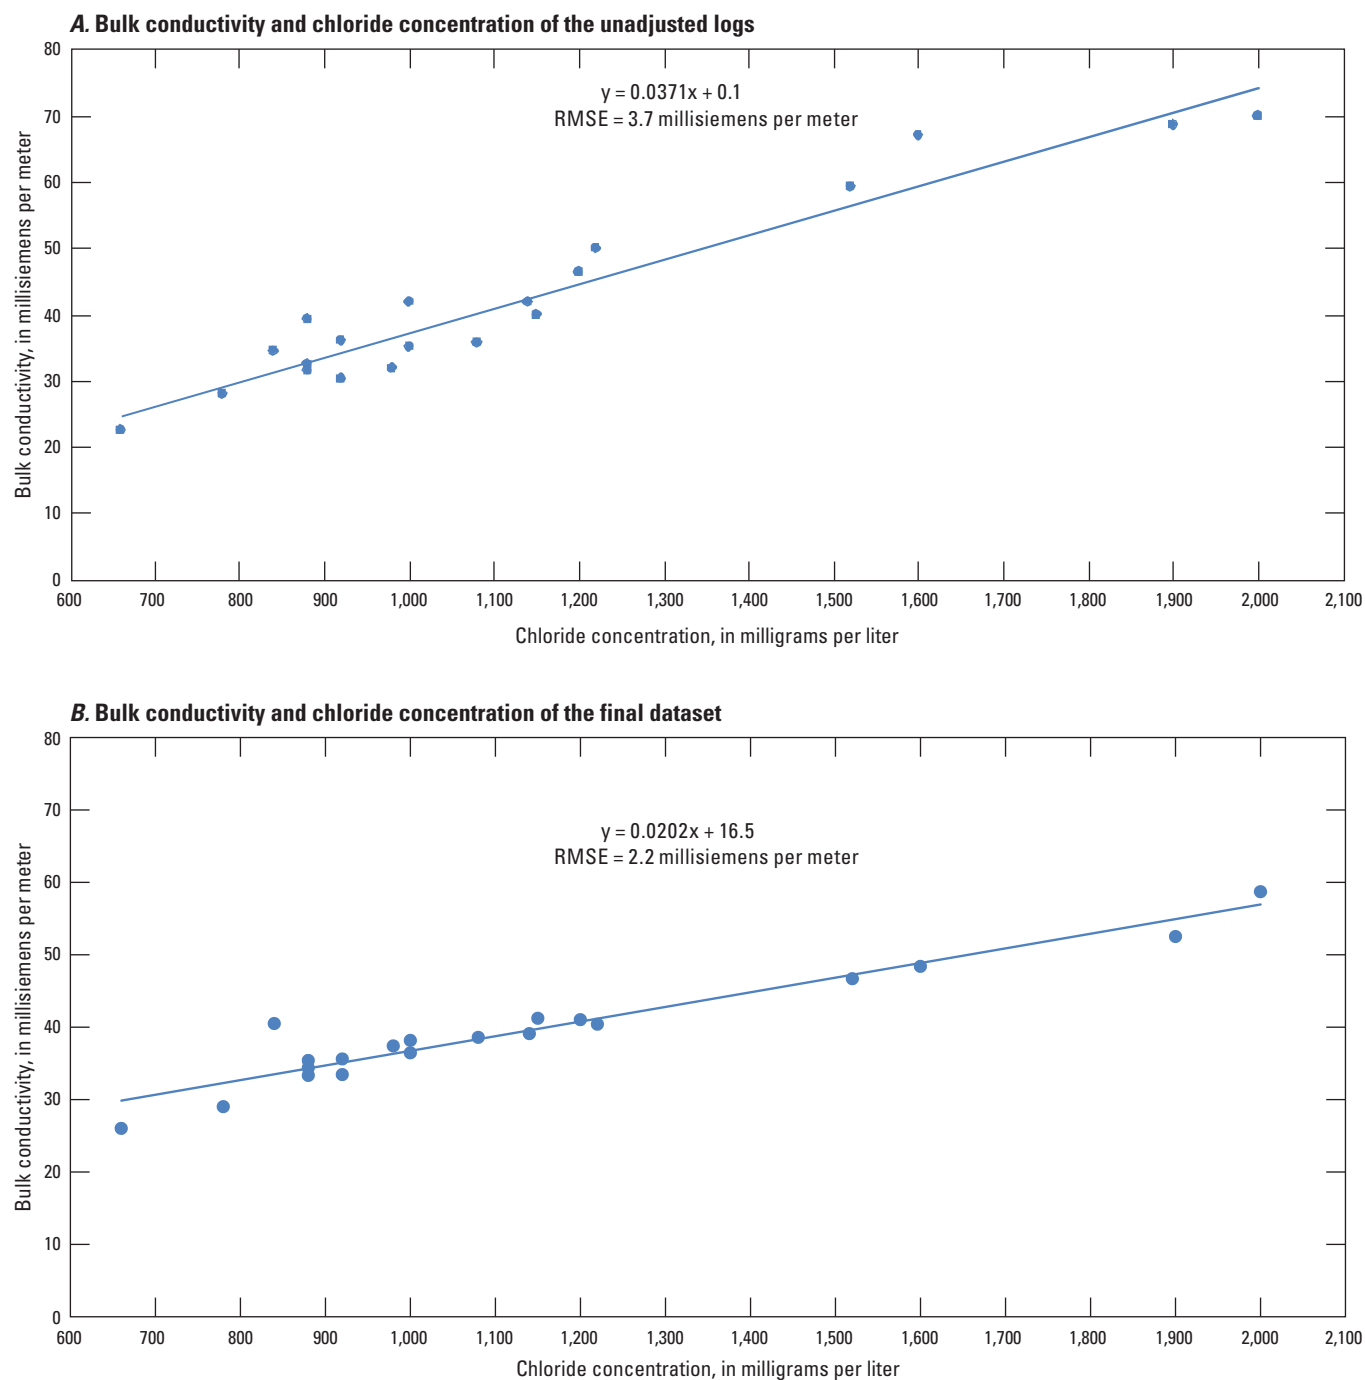 A. Bulk conductivity and chloride concentration of the unadjusted logs
80
70
60
50
40
30
20
10
0
Bulk conductivity, in millisiemens per meter
y = 0.0371x + 0.1
RMSE = 3.7 millisiemens per meter
600 700 800 900 1,000 1,100 1,200 1,300 1,400 1,500 1,600 1,700 1,800 1,900 2,000 2,100
Chloride concentration, in milligrams per liter
B. Bulk conductivity and chloride concentration of the final dataset
80
70
60
50
40
30
20
10
0
Bulk conductivity, in millisiemens per meter
y = 0.0202x + 16.5
RMSE = 2.2 millisiemens per meter
600 700 800 900 1,000 1,100 1,200 1,300 1,400 1,500 1,600 1,700 1,800 1,900 2,000 2,100
Chloride concentration, in milligrams per liter